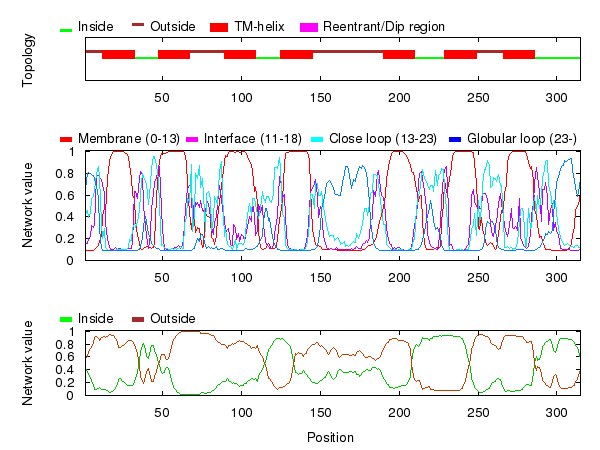 Inside Outside TM-helix Reentrant/Dip region
Topology
50 100 150 200 250 300
Membrane (0-13) Interface (11-18) Close loop (13-23) Globular loop (23-)
Network value
1
0.8
0.6
0.4
0.2
0
50 100 150 200 250 300
Inside Outside
Network value
1
0.8
0.6
0.4
0.2
0
50 100 150 200 250 300
Position